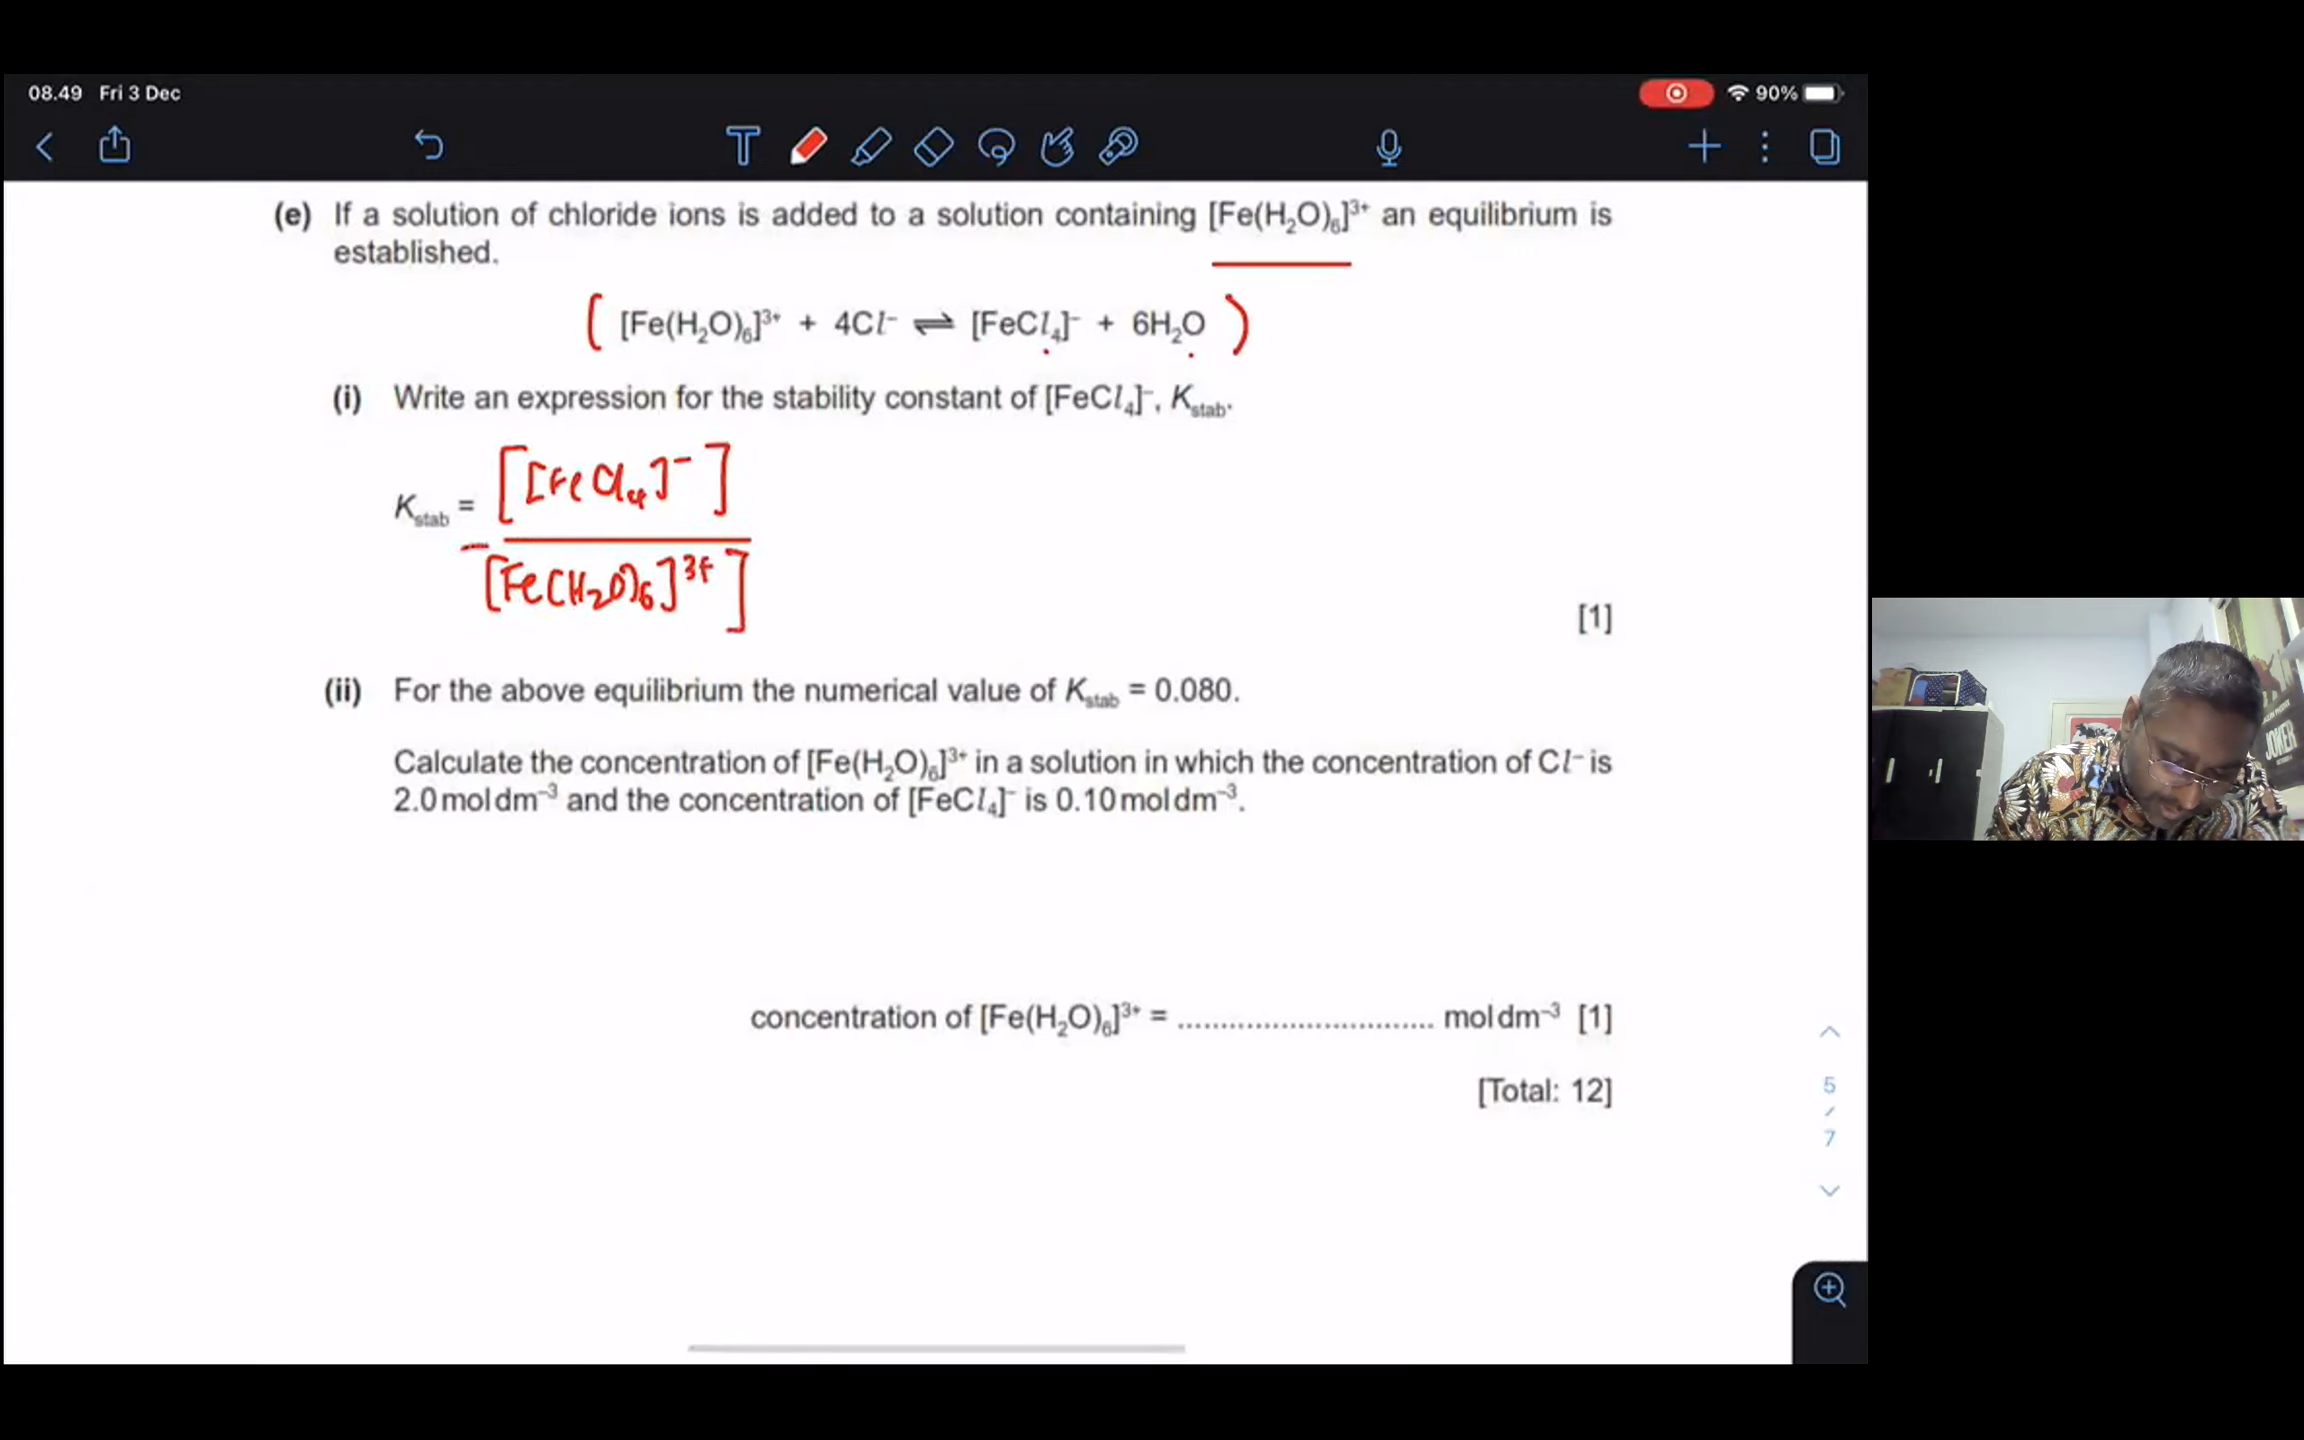 08.49 Fri 3 Dec
90%
(e) If a solution of chloride ions is added to a solution containing [Fe(H₂O)₆]³⁺ an equilibrium is
established.
( [Fe(H₂O)₆]³⁺ + 4Cl⁻ ⇌ [FeCl₄]⁻ + 6H₂O )
(i) Write an expression for the stability constant of [FeCl₄]⁻, K_stab.
[[FeCl₄]⁻]
K_stab =
[Fe(H₂O)₆]³⁺]
[1]
(ii) For the above equilibrium the numerical value of K_stab = 0.080.
Calculate the concentration of [Fe(H₂O)₆]³⁺ in a solution in which the concentration of Cl⁻ is
2.0 mol dm⁻³ and the concentration of [FeCl₄]⁻ is 0.10 mol dm⁻³.
concentration of [Fe(H₂O)₆]³⁺ = .............................. mol dm⁻³ [1]
[Total: 12]
5
/
7
JOKER